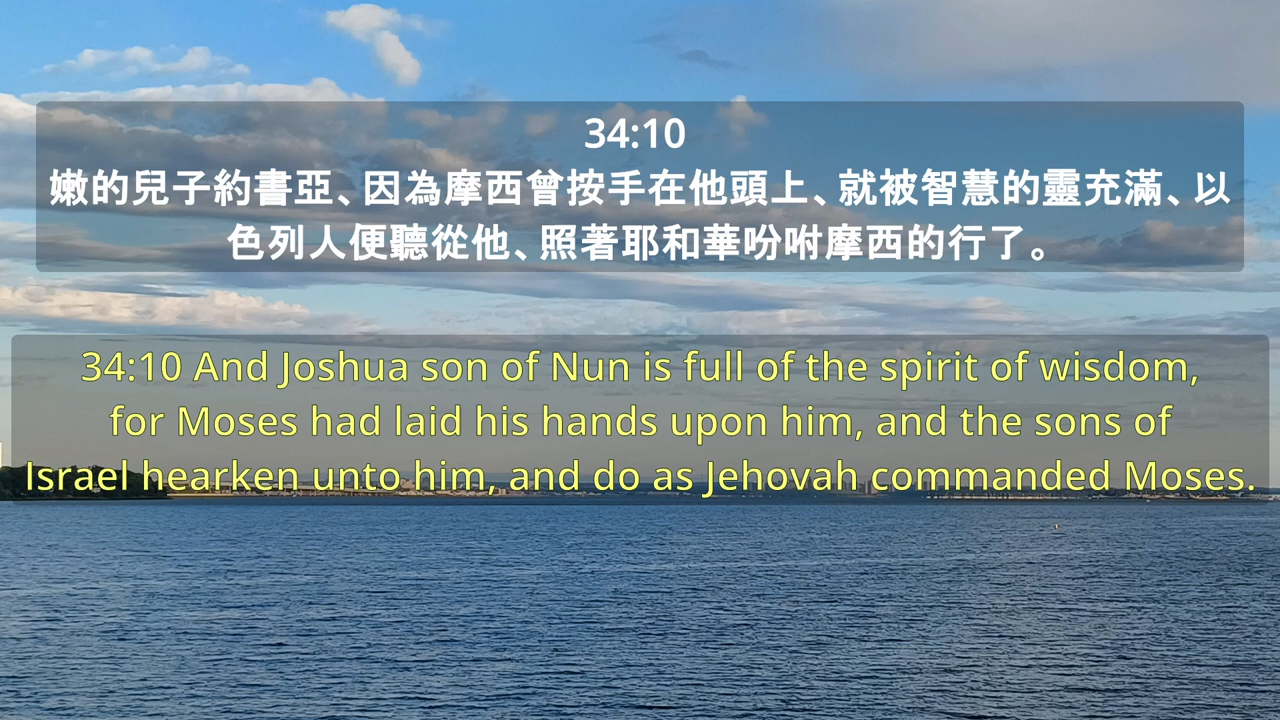 34:10
嫩的兒子約書亞、因為摩西曾按手在他頭上、就被智慧的靈充滿、以
色列人便聽從他、照著耶和華吩咐摩西的行了。
34:10 And Joshua son of Nun is full of the spirit of wisdom,
for Moses had laid his hands upon him, and the sons of
Israel hearken unto him, and do as Jehovah commanded Moses.